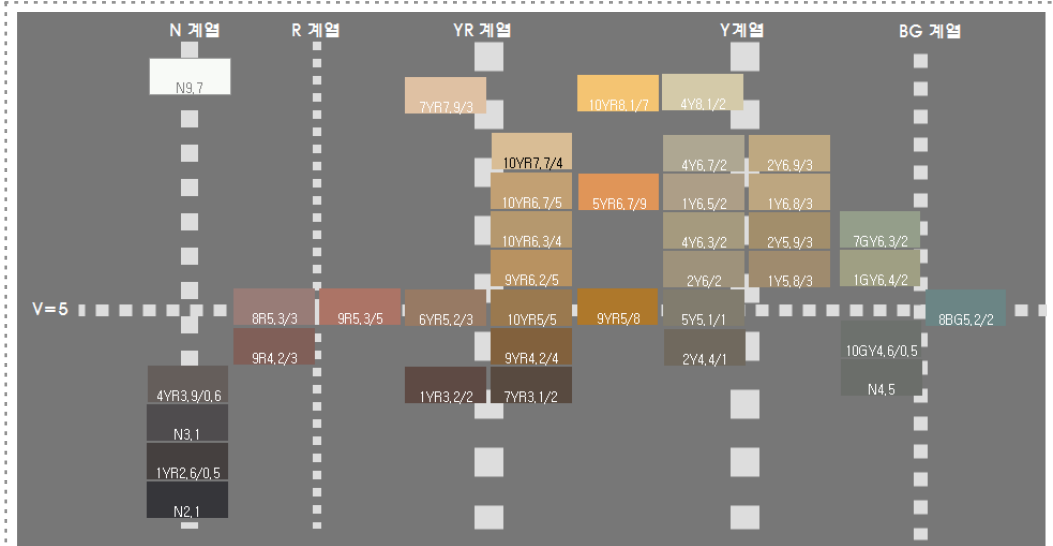 N 계열 R 계열 YR 계열 Y계열 BG 계열
N9,7 7YR7,9/3 10YR8,1/7 4Y8,1/2
10YR7,7/4 4Y6,7/2 2Y6,9/3
10YR6,7/5 5YR6,7/9 1Y6,5/2 1Y6,8/3
10YR6,3/4 4Y6,3/2 2Y5,9/3 7GY6,3/2
9YR6,2/5 2Y6/2 1Y5,8/3 1GY6,4/2
V=5 8R5,3/3 9R5,3/5 6YR5,2/3 10YR5/5 9YR5/8 5Y5,1/1 8BG5,2/2
9R4,2/3 9YR4,2/4 2Y4,4/1 10GY4,6/0,5
4YR3,9/0,6 1YR3,2/2 7YR3,1/2 N4,5
N3,1
1YR2,6/0,5
N2,1